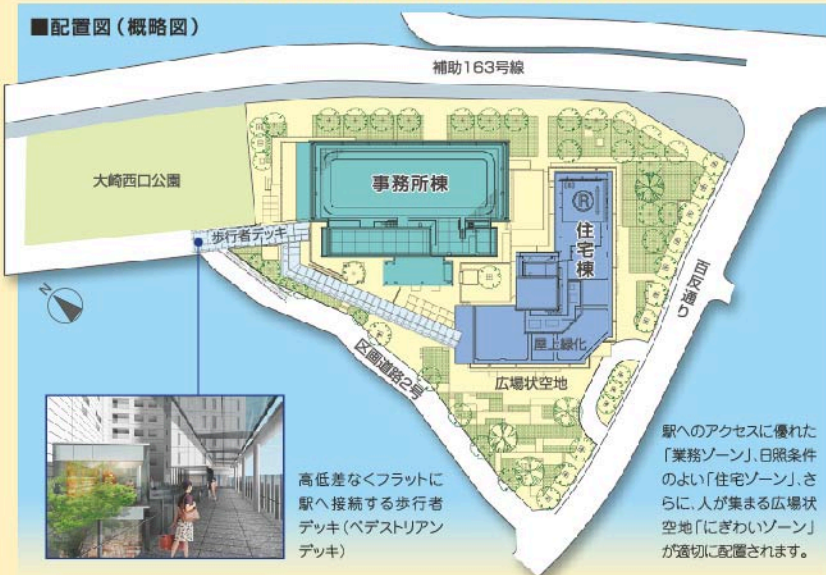 ■配置図(概略図)
補助163号線
大崎西口公園
事務所棟
歩行者デッキ
住宅棟
R
N
百反通り
区画道路2号
屋上緑化
広場状空地
高低差なくフラットに
駅へ接続する歩行者
デッキ(ペデストリアン
デッキ)
駅へのアクセスに優れた
「業務ゾーン」、日照条件
のよい「住宅ゾーン」、さ
らに、人が集まる広場状
空地「にぎわいゾーン」
が適切に配置されます。